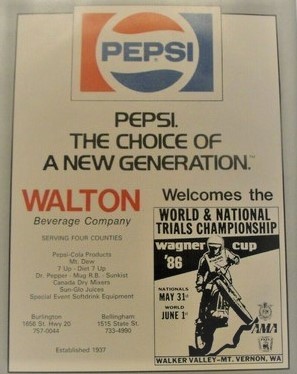 PEPSI
PEPSI.
THE CHOICE OF
A NEW GENERATION.™
WALTON
Beverage Company
SERVING FOUR COUNTIES
Pepsi-Cola Products
Mt. Dew
7 Up - Diet 7 Up
Dr. Pepper - Mug R.B. - Sunkist
Canada Dry Mixers
Sun-Glo Juices
Special Event Softdrink Equipment
Burlington
1656 St. Hwy 20
757-0044
Bellingham
1515 State St.
733-4990
Established 1937
Welcomes the
WORLD & NATIONAL
TRIALS CHAMPIONSHIP
wagner cup
'86
NATIONALS
MAY 31st
WORLD
JUNE 1st
AMA
WALKER VALLEY-MT. VERNON, WA